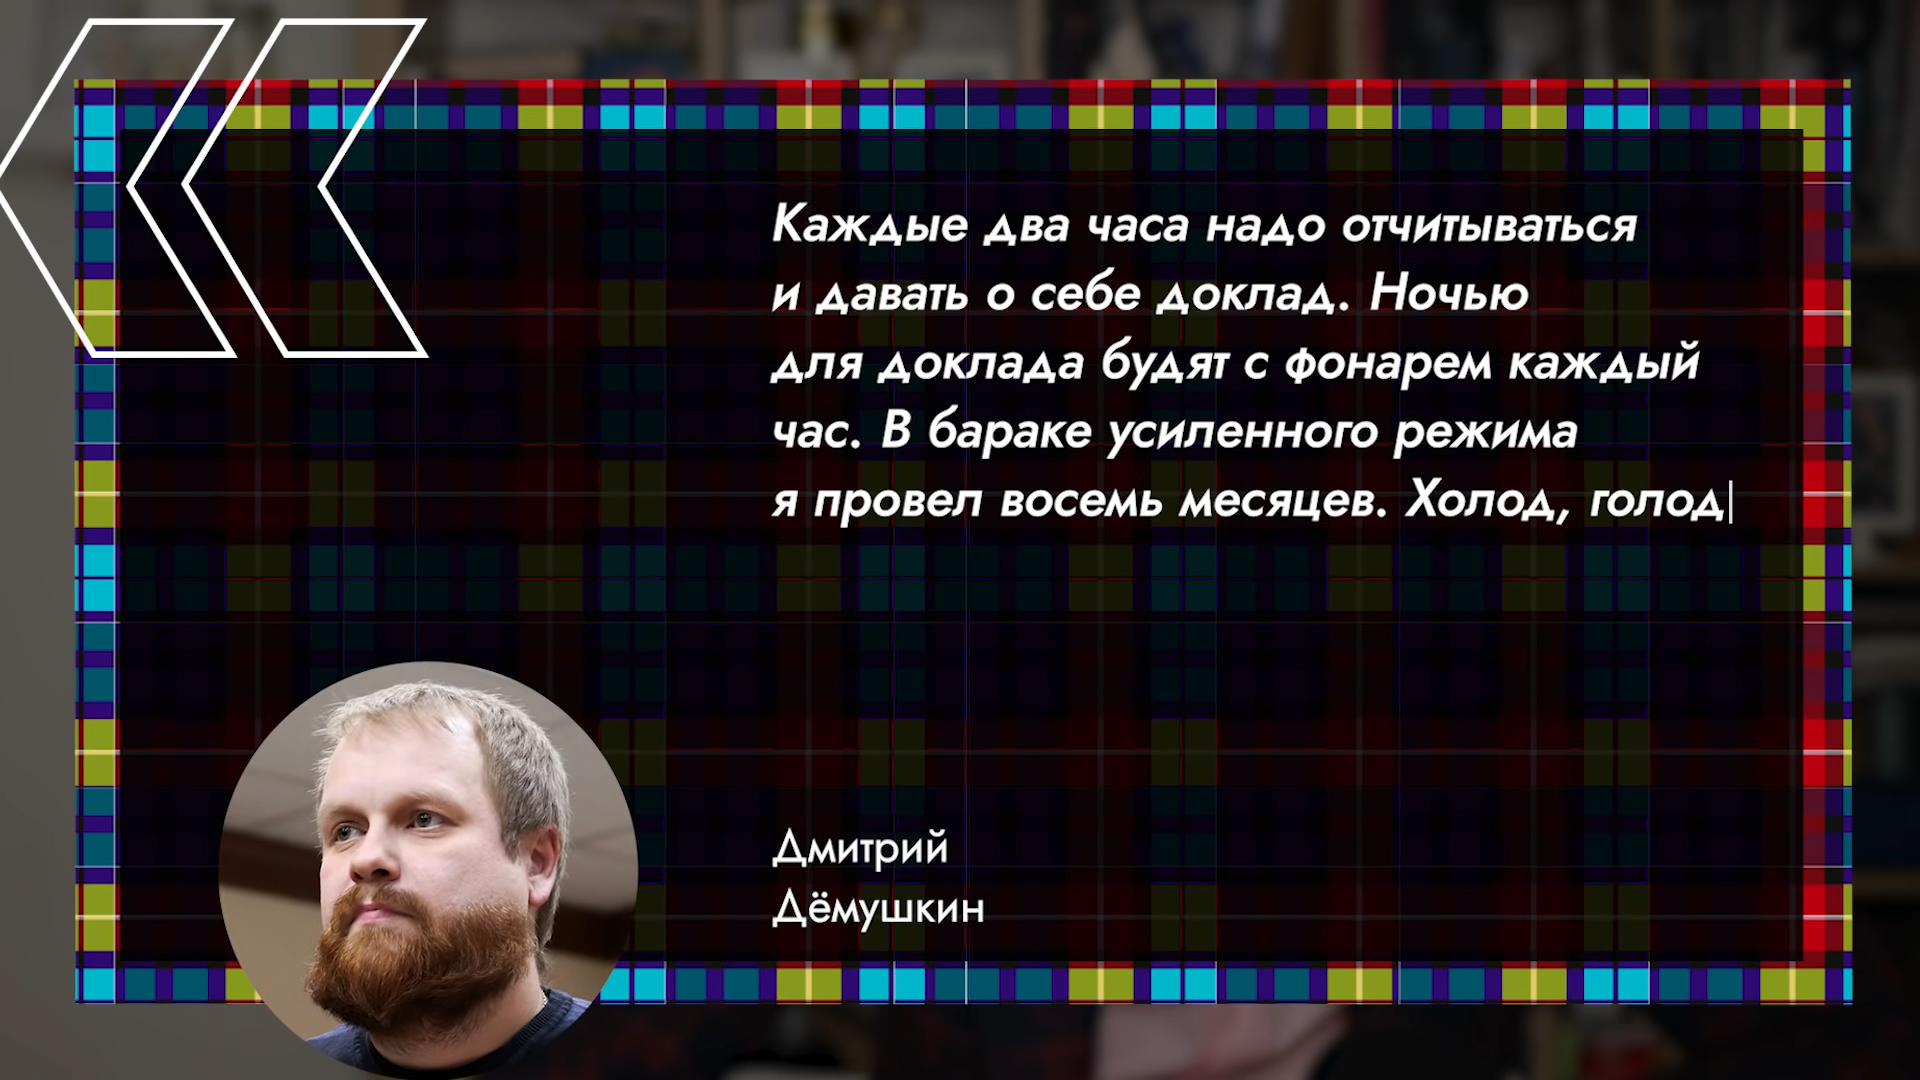 Каждые два часа надо отчитываться
и давать о себе доклад. Ночью
для доклада будят с фонарем каждый
час. В бараке усиленного режима
я провел восемь месяцев. Холод, голод
Дмитрий
Дёмушкин